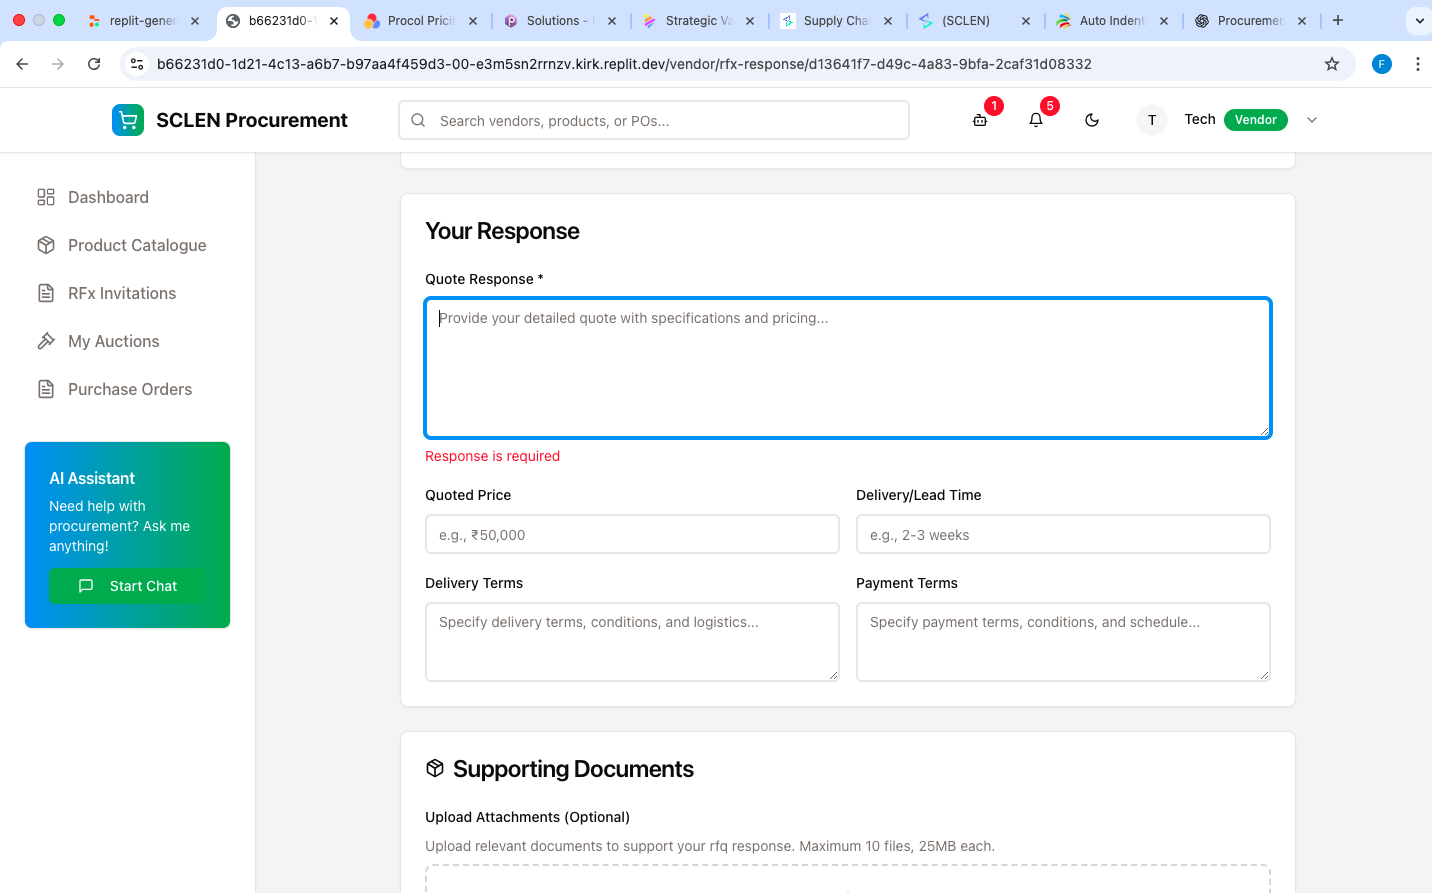 replit-gener
b66231d0-1
Procol Pricin
Solutions -
Strategic Va
Supply Chai
(SCLEN)
Auto Indent
Procuremen
b66231d0-1d21-4c13-a6b7-b97aa4f459d3-00-e3m5sn2rrnzv.kirk.replit.dev/vendor/rfx-response/d13641f7-d49c-4a83-9bfa-2caf31d08332
F
SCLEN Procurement
Search vendors, products, or POs...
1
5
T
Tech
Vendor
Dashboard
Product Catalogue
RFx Invitations
My Auctions
Purchase Orders
AI Assistant
Need help with
procurement? Ask me
anything!
Start Chat
Your Response
Quote Response *
Provide your detailed quote with specifications and pricing...
Response is required
Quoted Price
Delivery/Lead Time
e.g., ₹50,000
e.g., 2-3 weeks
Delivery Terms
Payment Terms
Specify delivery terms, conditions, and logistics...
Specify payment terms, conditions, and schedule...
Supporting Documents
Upload Attachments (Optional)
Upload relevant documents to support your rfq response. Maximum 10 files, 25MB each.